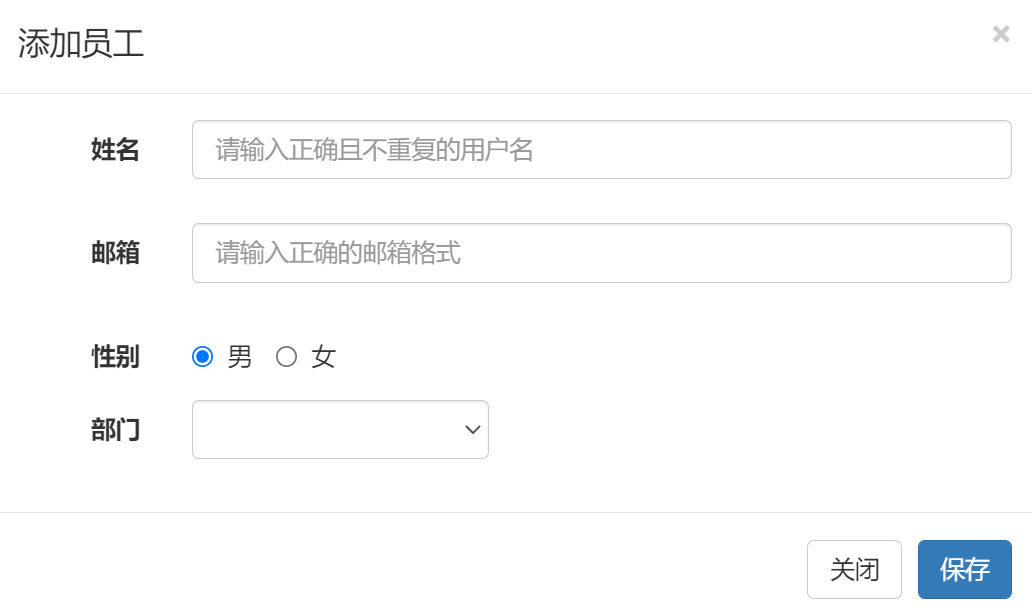 添加员工 ×
姓名 请输入正确且不重复的用户名
邮箱 请输入正确的邮箱格式
性别 男 女
部门
关闭 保存